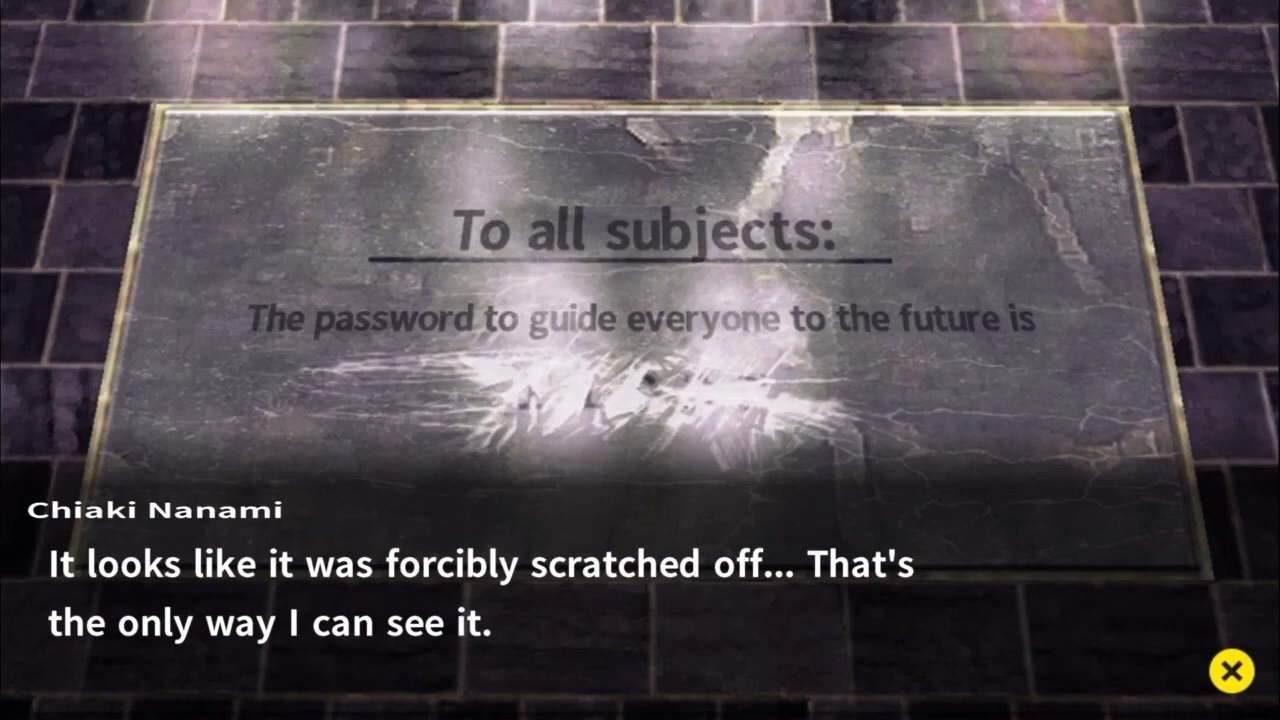 To all subjects:
The password to guide everyone to the future is
Chiaki Nanami
It looks like it was forcibly scratched off... That's
the only way I can see it.